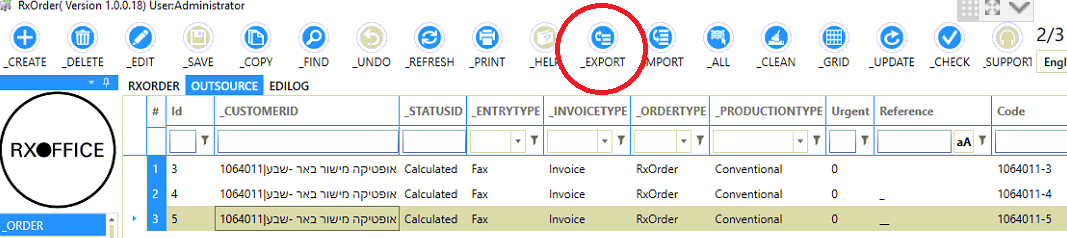 RxOrder( Version 1.0.0.18) User:Administrator
_CREATE _DELETE _EDIT _SAVE _COPY _FIND _UNDO _REFRESH _PRINT _HELP _EXPORT _IMPORT _ALL _CLEAN _GRID _UPDATE _CHECK _SUPPORT 2/3 Engl
RXORDER OUTSOURCE EDILOG
RXOFFICE
_ORDER
# Id _CUSTOMERID _STATUSID _ENTRYTYPE _INVOICETYPE _ORDERTYPE _PRODUCTIONTYPE Urgent Reference Code
aA
1 3 1064011|אופטיקה מישור באר -שבע Calculated Fax Invoice RxOrder Conventional 0 1064011-3
2 4 1064011|אופטיקה מישור באר -שבע Calculated Fax Invoice RxOrder Conventional 0 _ 1064011-4
3 5 1064011|אופטיקה מישור באר -שבע Calculated Fax Invoice RxOrder Conventional 0 __ 1064011-5